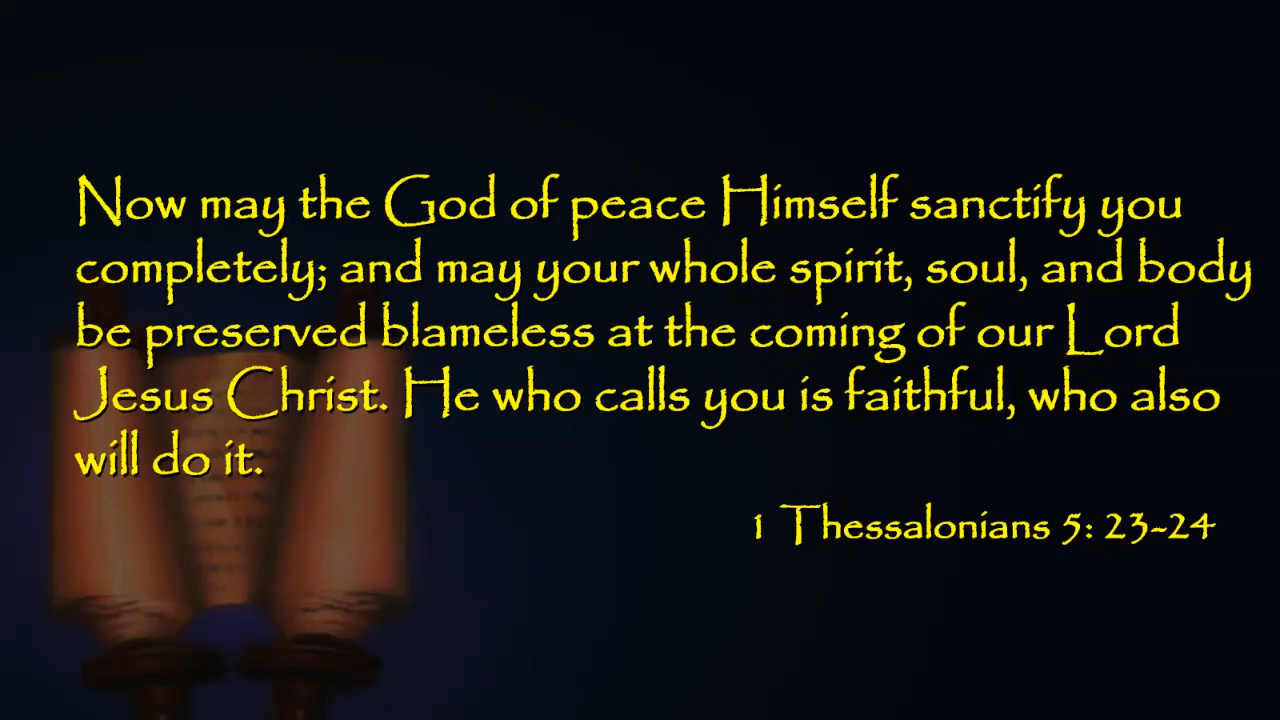 Now may the God of peace Himself sanctify you
completely; and may your whole spirit, soul, and body
be preserved blameless at the coming of our Lord
Jesus Christ. He who calls you is faithful, who also
will do it.
1 Thessalonians 5: 23-24